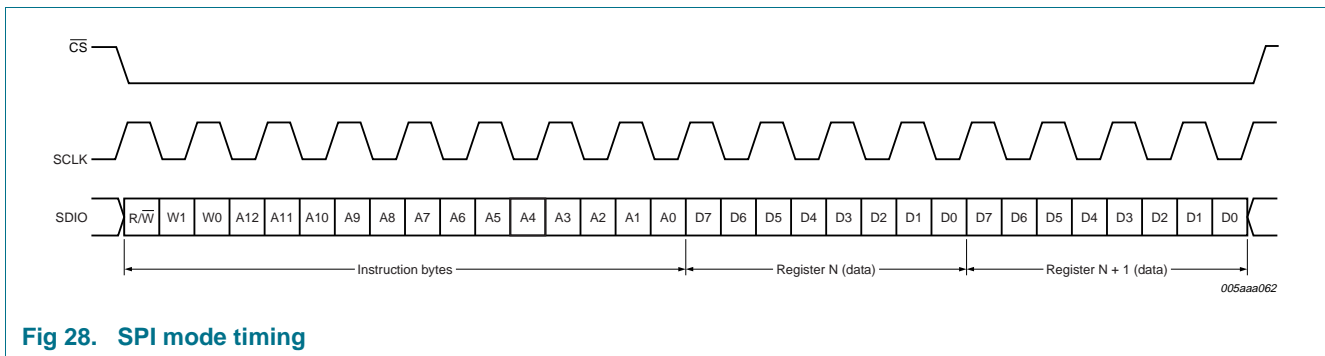 CS
SCLK
SDIO R/W W1 W0 A12 A11 A10 A9 A8 A7 A6 A5 A4 A3 A2 A1 A0 D7 D6 D5 D4 D3 D2 D1 D0 D7 D6 D5 D4 D3 D2 D1 D0
Instruction bytes Register N (data) Register N + 1 (data)
005aaa062
Fig 28. SPI mode timing